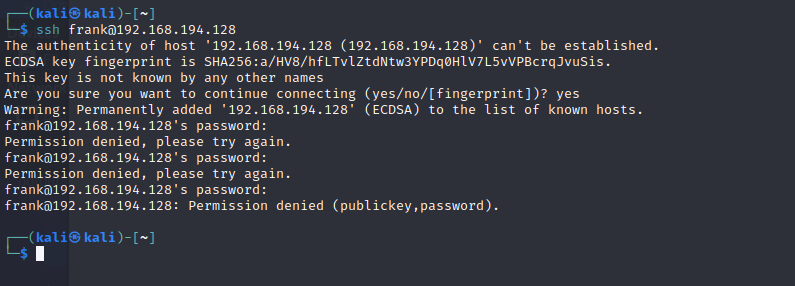 ┌──(kali㉿kali)-[~]
└─$ ssh frank@192.168.194.128
The authenticity of host '192.168.194.128 (192.168.194.128)' can't be established.
ECDSA key fingerprint is SHA256:a/HV8/hfLTvlZtdNtw3YPDq0HlV7L5vVPBcrqJvuSis.
This key is not known by any other names
Are you sure you want to continue connecting (yes/no/[fingerprint])? yes
Warning: Permanently added '192.168.194.128' (ECDSA) to the list of known hosts.
frank@192.168.194.128's password:
Permission denied, please try again.
frank@192.168.194.128's password:
Permission denied, please try again.
frank@192.168.194.128's password:
frank@192.168.194.128: Permission denied (publickey,password).
┌──(kali㉿kali)-[~]
└─$